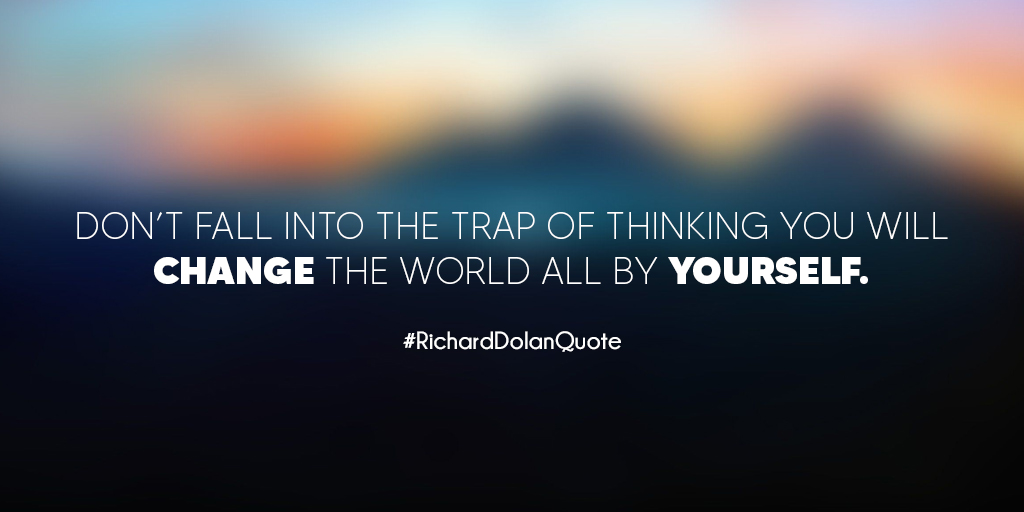 DON’T FALL INTO THE TRAP OF THINKING YOU WILL
CHANGE THE WORLD ALL BY YOURSELF.
#RichardDolanQuote